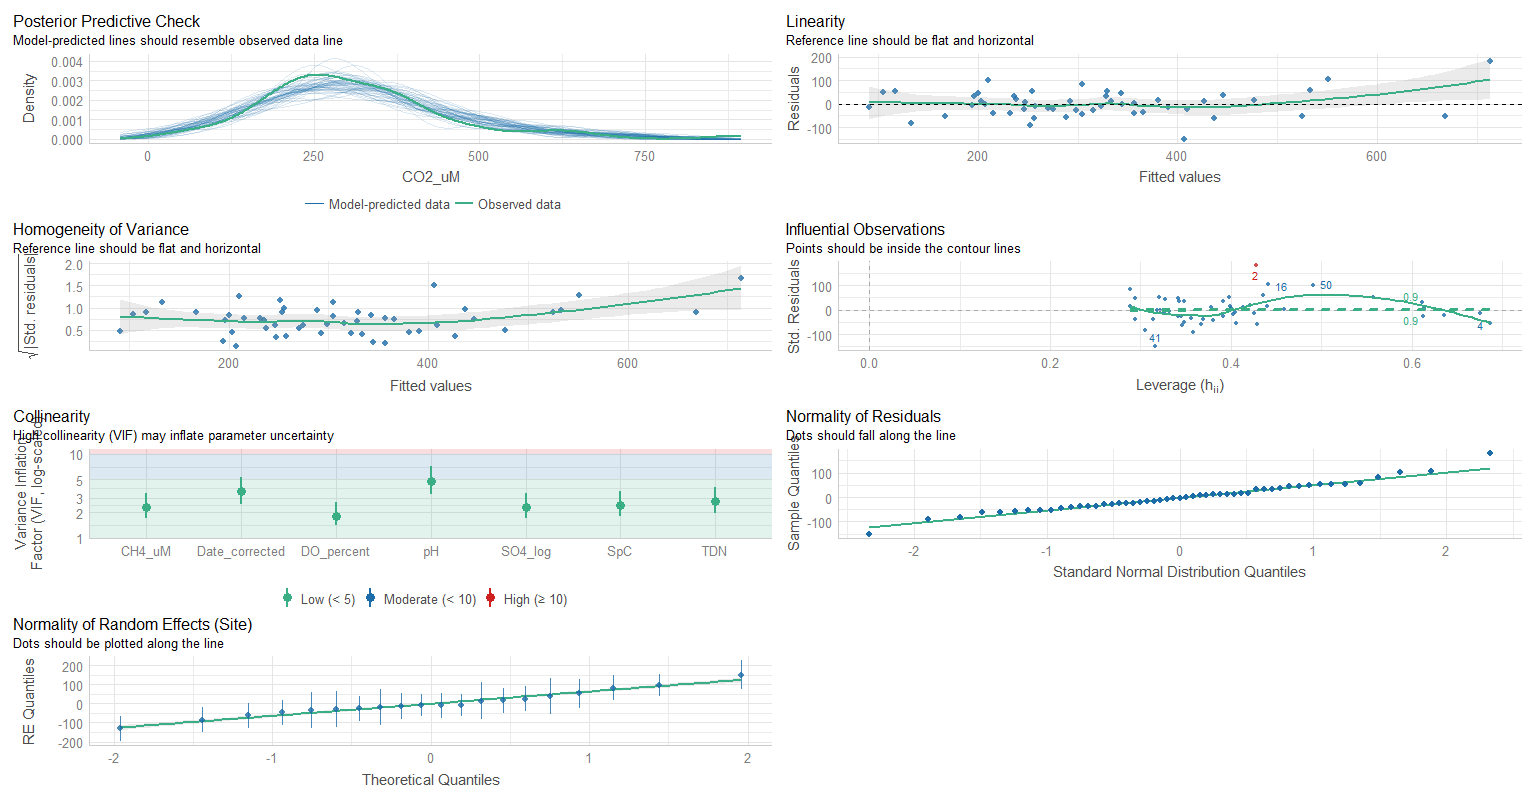 Posterior Predictive Check
Model-predicted lines should resemble observed data line
Density
0.004
0.003
0.002
0.001
0.000
0 250 500 750
CO2_uM
Model-predicted data Observed data
Linearity
Reference line should be flat and horizontal
Residuals
200
100
0
-100
200 400 600
Fitted values
Homogeneity of Variance
Reference line should be flat and horizontal
√|Std. residuals|
2.0
1.5
1.0
0.5
200 400 600
Fitted values
Influential Observations
Points should be inside the contour lines
Std. Residuals
100
0
-100
2
16
50
0.9
0.9
41
4
0.0 0.2 0.4 0.6
Leverage (hii)
Collinearity
High collinearity (VIF) may inflate parameter uncertainty
Variance Inflation
Factor (VIF, log-scaled)
10
5
3
2
1
CH4_uM Date_corrected DO_percent pH SO4_log SpC TDN
Low (< 5) Moderate (< 10) High (≥ 10)
Normality of Residuals
Dots should fall along the line
Sample Quantiles
100
0
-100
-2 -1 0 1 2
Standard Normal Distribution Quantiles
Normality of Random Effects (Site)
Dots should be plotted along the line
RE Quantiles
200
100
0
-100
-200
-2 -1 0 1 2
Theoretical Quantiles